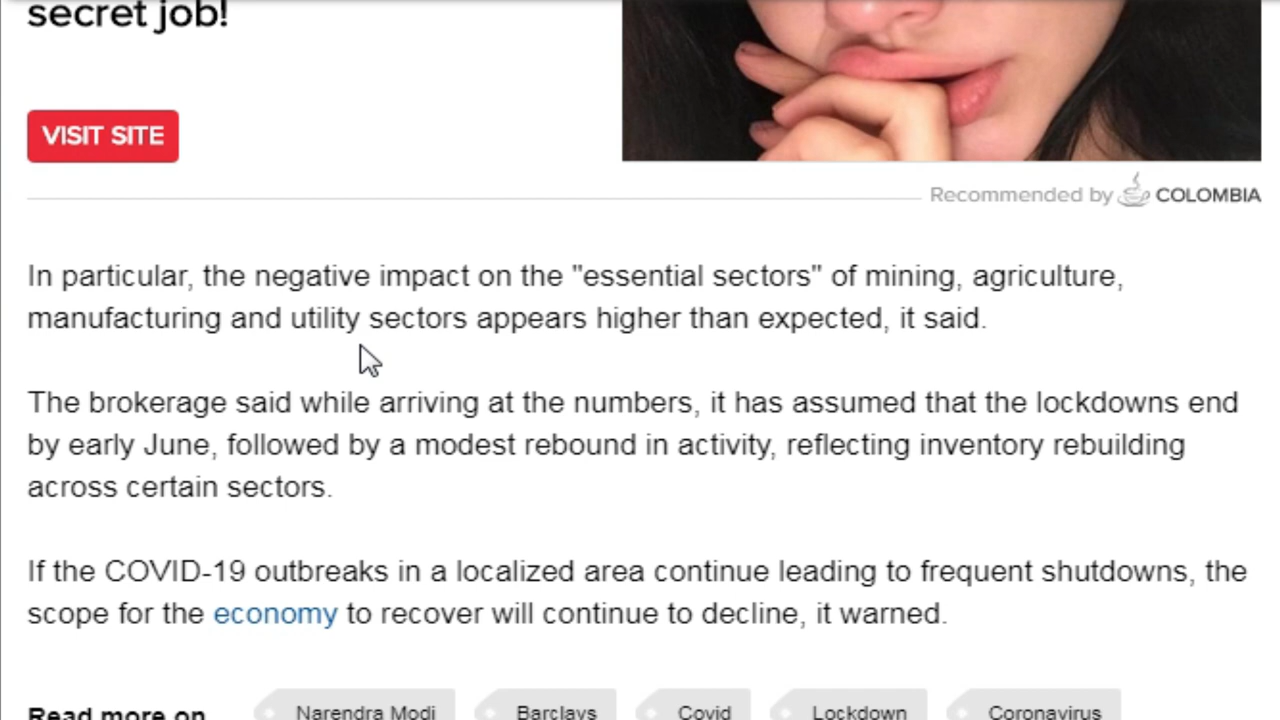 secret job!
VISIT SITE
Recommended by COLOMBIA
In particular, the negative impact on the "essential sectors" of mining, agriculture,
manufacturing and utility sectors appears higher than expected, it said.
The brokerage said while arriving at the numbers, it has assumed that the lockdowns end
by early June, followed by a modest rebound in activity, reflecting inventory rebuilding
across certain sectors.
If the COVID-19 outbreaks in a localized area continue leading to frequent shutdowns, the
scope for the economy to recover will continue to decline, it warned.
Read more on Narendra Modi Barclays Covid Lockdown Coronavirus